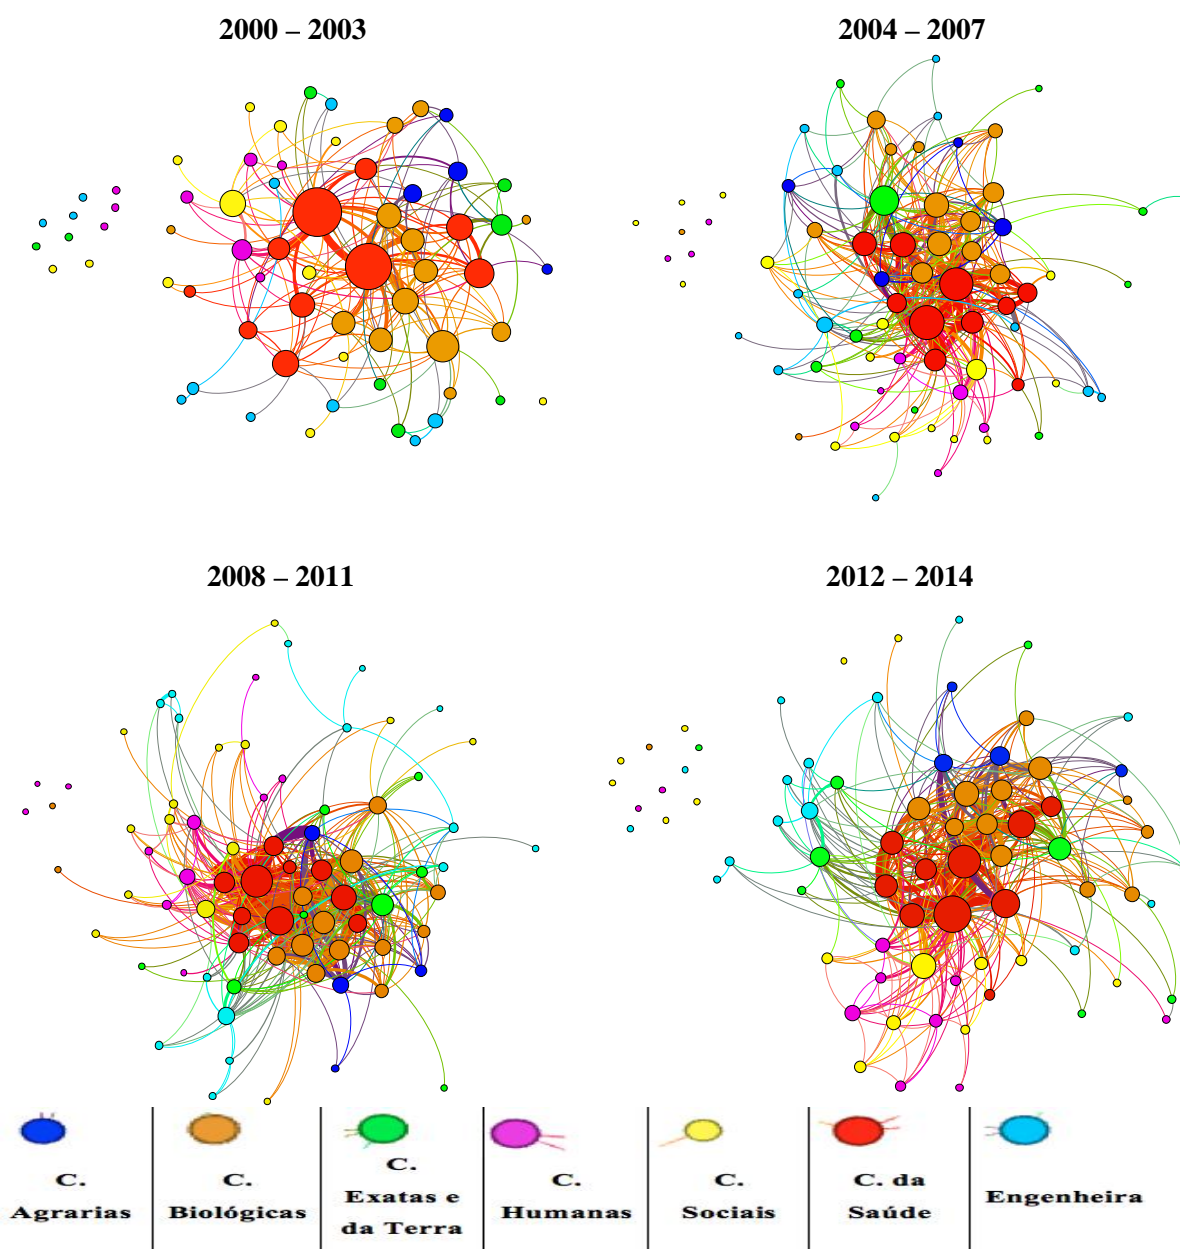 2000 – 2003
2004 – 2007
2008 – 2011
2012 – 2014
C.
Agrarias
C.
Biológicas
C.
Exatas e
da Terra
C.
Humanas
C.
Sociais
C. da
Saúde
Engenheira